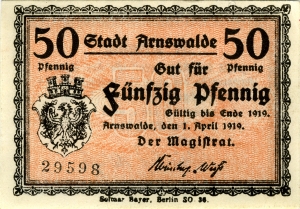 50 Stadt Arnswalde 50
Pfennig Pfennig
Gut für
Fünfzig Pfennig
Gültig bis Ende 1919.
Arnswalde, den 1. April 1919.
Der Magistrat.
29598
Selmar Bayer, Berlin SO 36.